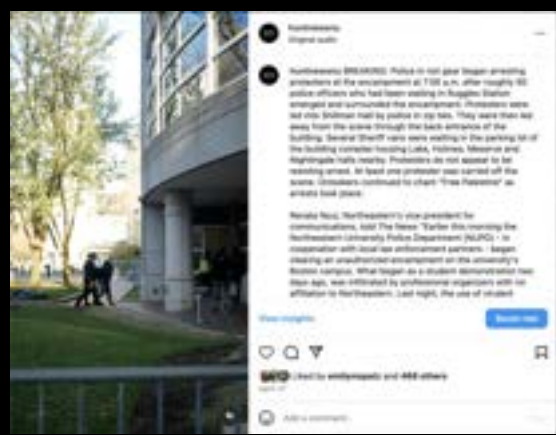 huntnewsnu
Original audio
huntnewsnu BREAKING: Police in riot gear began arresting
protesters at the encampment at 7:00 a.m. after roughly
police officers who had been waiting in Ruggles Station
emerged and surrounded the encampment. Protesters were
led into Shillman Hall by police in zip ties. They were then led
away from the scene through the back entrance of the
building. Several Sheriff vans were waiting in the parking lot of
the building complex housing Lake, Holmes, Meserve and
Nightingale halls nearby. Protesters do not appear to be
resisting arrest. At least one protester was carried off the
scene. Onlookers continued to chant "Free Palestine" as
arrests took place.
Renata Nyul, Northeastern's vice president for
communications, told The News "Earlier this morning the
Northeastern University Police Department (NUPD) – in
cooperation with local law enforcement partners – began
clearing an unauthorized encampment on the university's
Boston campus. What began as a student demonstration two
days ago, was infiltrated by professional organizers with no
affiliation to Northeastern. Last night, the use of virulent
View insights
Boost reel
Liked by and others
Add a comment...